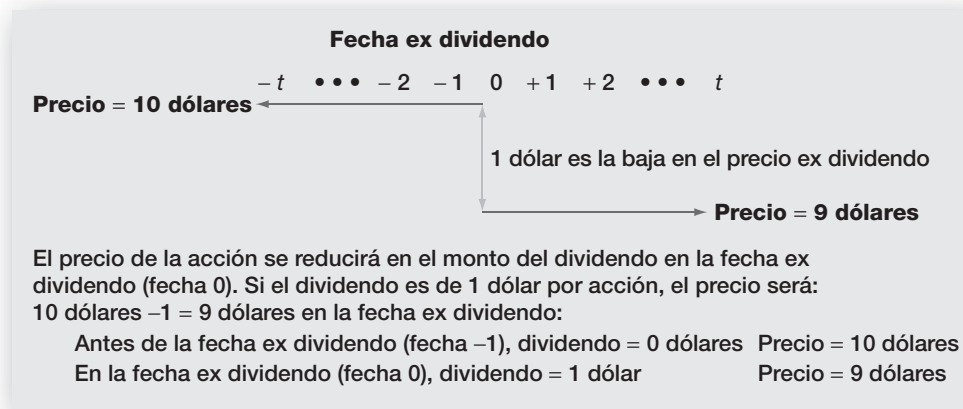 Fecha ex dividendo
– t ••• – 2 – 1 0 + 1 + 2 ••• t
Precio = 10 dólares
1 dólar es la baja en el precio ex dividendo
Precio = 9 dólares
El precio de la acción se reducirá en el monto del dividendo en la fecha ex
dividendo (fecha 0). Si el dividendo es de 1 dólar por acción, el precio será:
10 dólares –1 = 9 dólares en la fecha ex dividendo:
Antes de la fecha ex dividendo (fecha –1), dividendo = 0 dólares Precio = 10 dólares
En la fecha ex dividendo (fecha 0), dividendo = 1 dólar Precio = 9 dólares